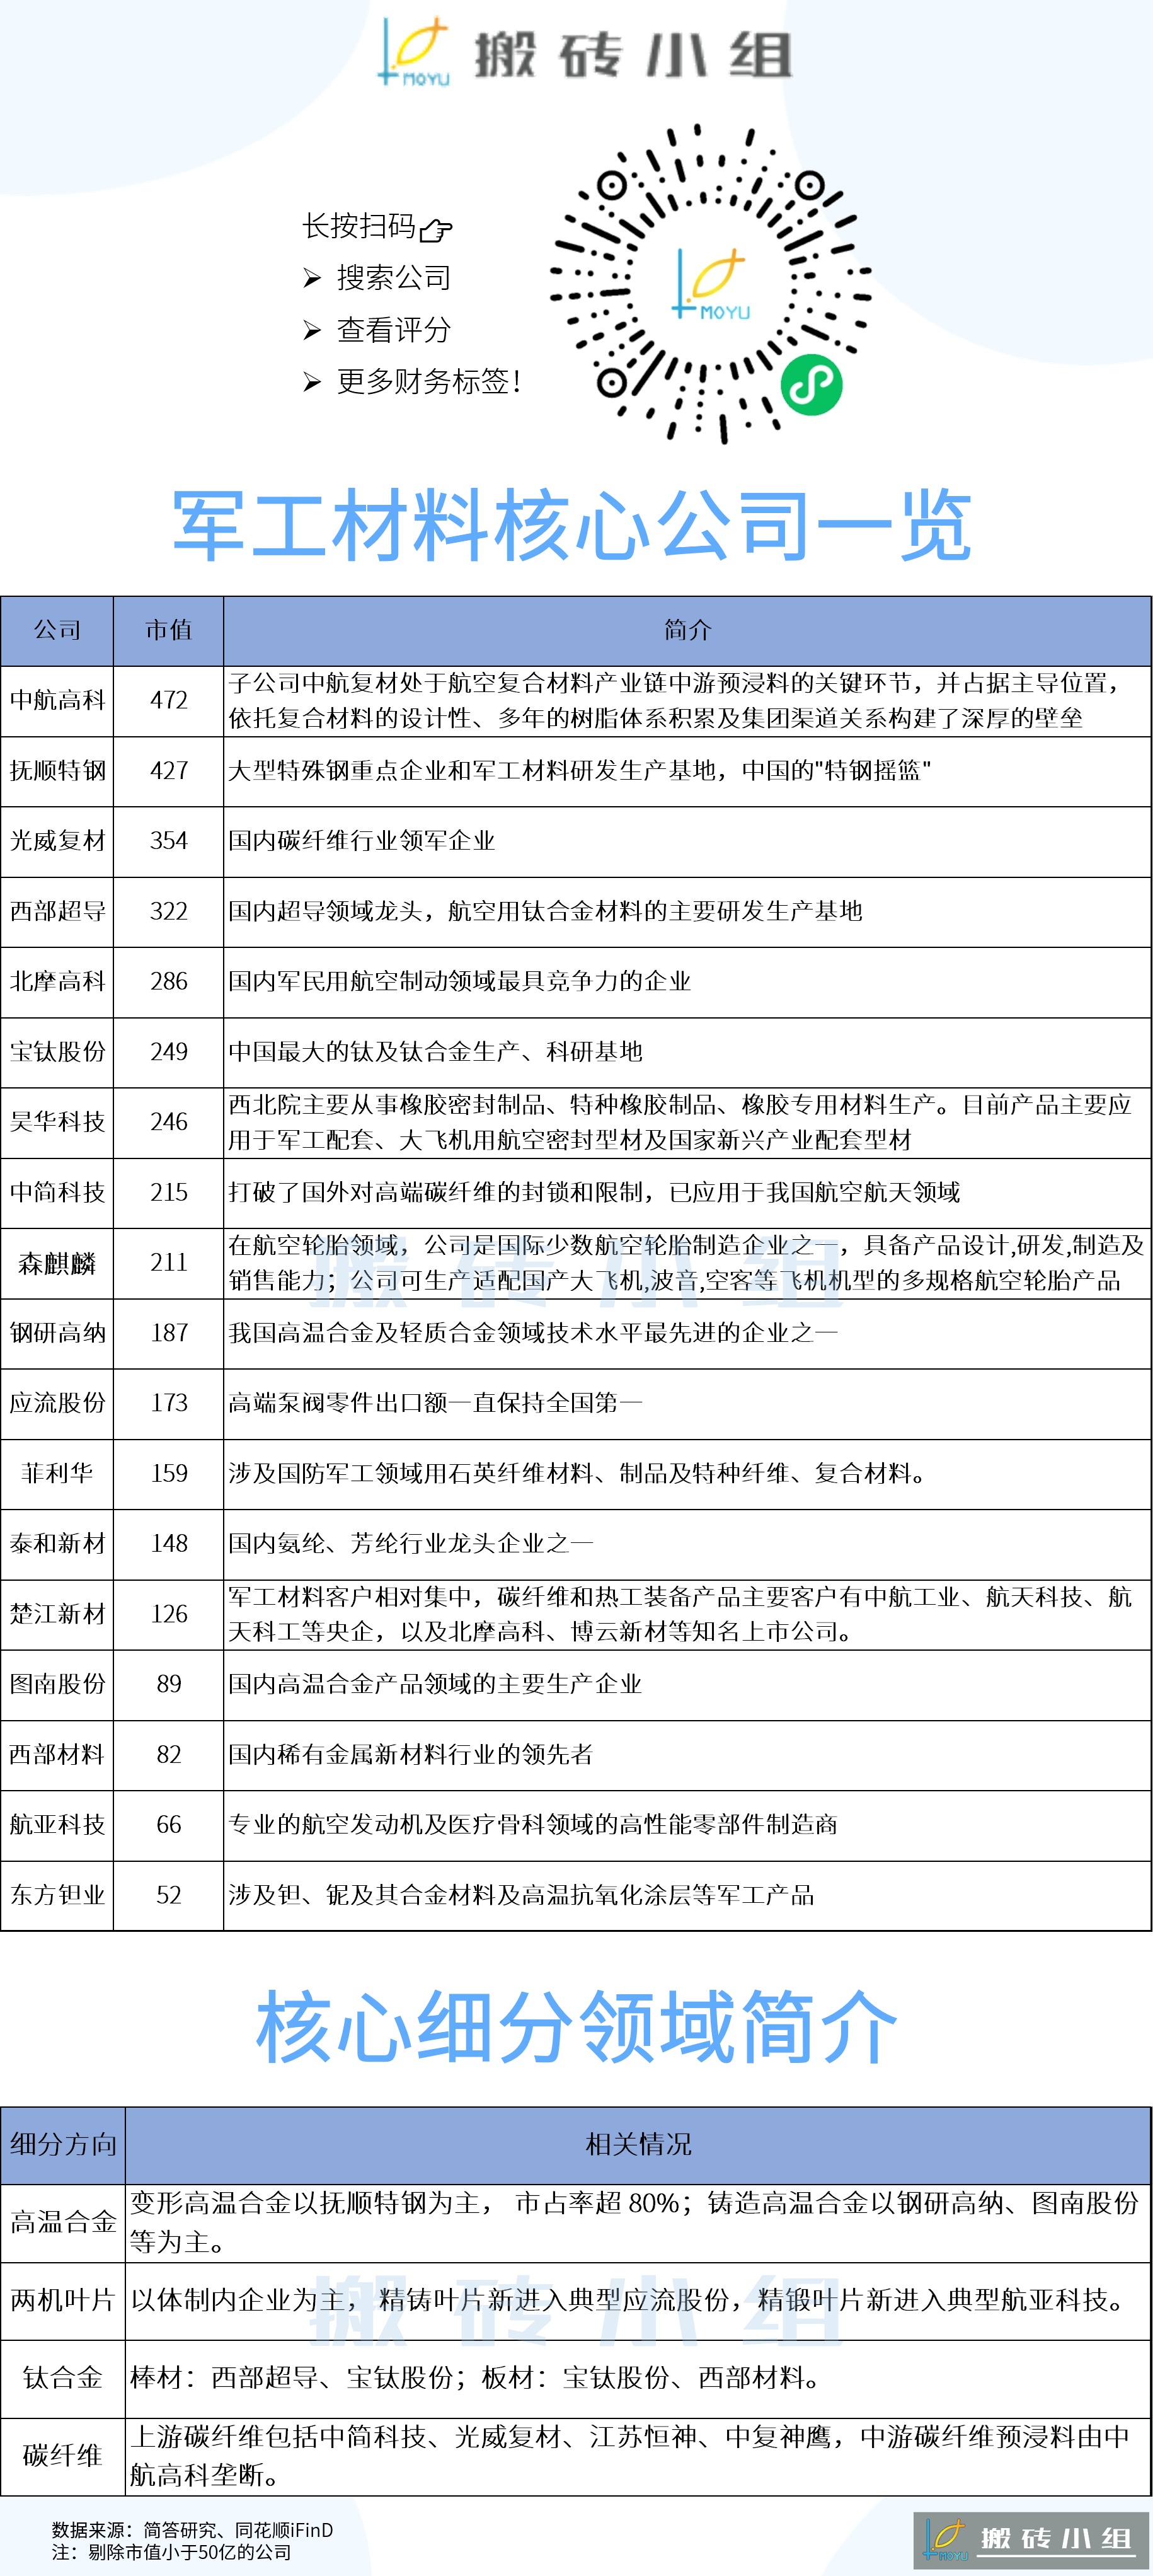 MOYU 搬砖小组
长按扫码
➢ 搜索公司
➢ 查看评分
➢ 更多财务标签！
MOYU
军工材料核心公司一览
公司 市值 简介
中航高科 472 子公司中航复材处于航空复合材料产业链中游预浸料的关键环节，并占据主导位置，
依托复合材料的设计性、多年的树脂体系积累及集团渠道关系构建了深厚的壁垒
抚顺特钢 427 大型特殊钢重点企业和军工材料研发生产基地，中国的"特钢摇篮"
光威复材 354 国内碳纤维行业领军企业
西部超导 322 国内超导领域龙头，航空用钛合金材料的主要研发生产基地
北摩高科 286 国内军民用航空制动领域最具竞争力的企业
宝钛股份 249 中国最大的钛及钛合金生产、科研基地
昊华科技 246 西北院主要从事橡胶密封制品、特种橡胶制品、橡胶专用材料生产。目前产品主要应
用于军工配套、大飞机用航空密封型材及国家新兴产业配套型材
中简科技 215 打破了国外对高端碳纤维的封锁和限制，已应用于我国航空航天领域
森麒麟 211 在航空轮胎领域，公司是国际少数航空轮胎制造企业之一，具备产品设计,研发,制造及
销售能力；公司可生产适配国产大飞机,波音,空客等飞机机型的多规格航空轮胎产品
搬砖小组
钢研高纳 187 我国高温合金及轻质合金领域技术水平最先进的企业之一
应流股份 173 高端泵阀零件出口额一直保持全国第一
菲利华 159 涉及国防军工领域用石英纤维材料、制品及特种纤维、复合材料。
泰和新材 148 国内氨纶、芳纶行业龙头企业之一
楚江新材 126 军工材料客户相对集中，碳纤维和热工装备产品主要客户有中航工业、航天科技、航
天科工等央企，以及北摩高科、博云新材等知名上市公司。
图南股份 89 国内高温合金产品领域的主要生产企业
西部材料 82 国内稀有金属新材料行业的领先者
航亚科技 66 专业的航空发动机及医疗骨科领域的高性能零部件制造商
东方钽业 52 涉及钽、铌及其合金材料及高温抗氧化涂层等军工产品
核心细分领域简介
细分方向 相关情况
高温合金 变形高温合金以抚顺特钢为主， 市占率超 80%；铸造高温合金以钢研高纳、图南股份
等为主。
两机叶片 以体制内企业为主， 精铸叶片新进入典型应流股份，精锻叶片新进入典型航亚科技。
搬砖小组
钛合金 棒材：西部超导、宝钛股份；板材：宝钛股份、西部材料。
碳纤维 上游碳纤维包括中简科技、光威复材、江苏恒神、中复神鹰，中游碳纤维预浸料由中
航高科垄断。
数据来源：简答研究、同花顺iFinD
注：剔除市值小于50亿的公司
MOYU 搬砖小组